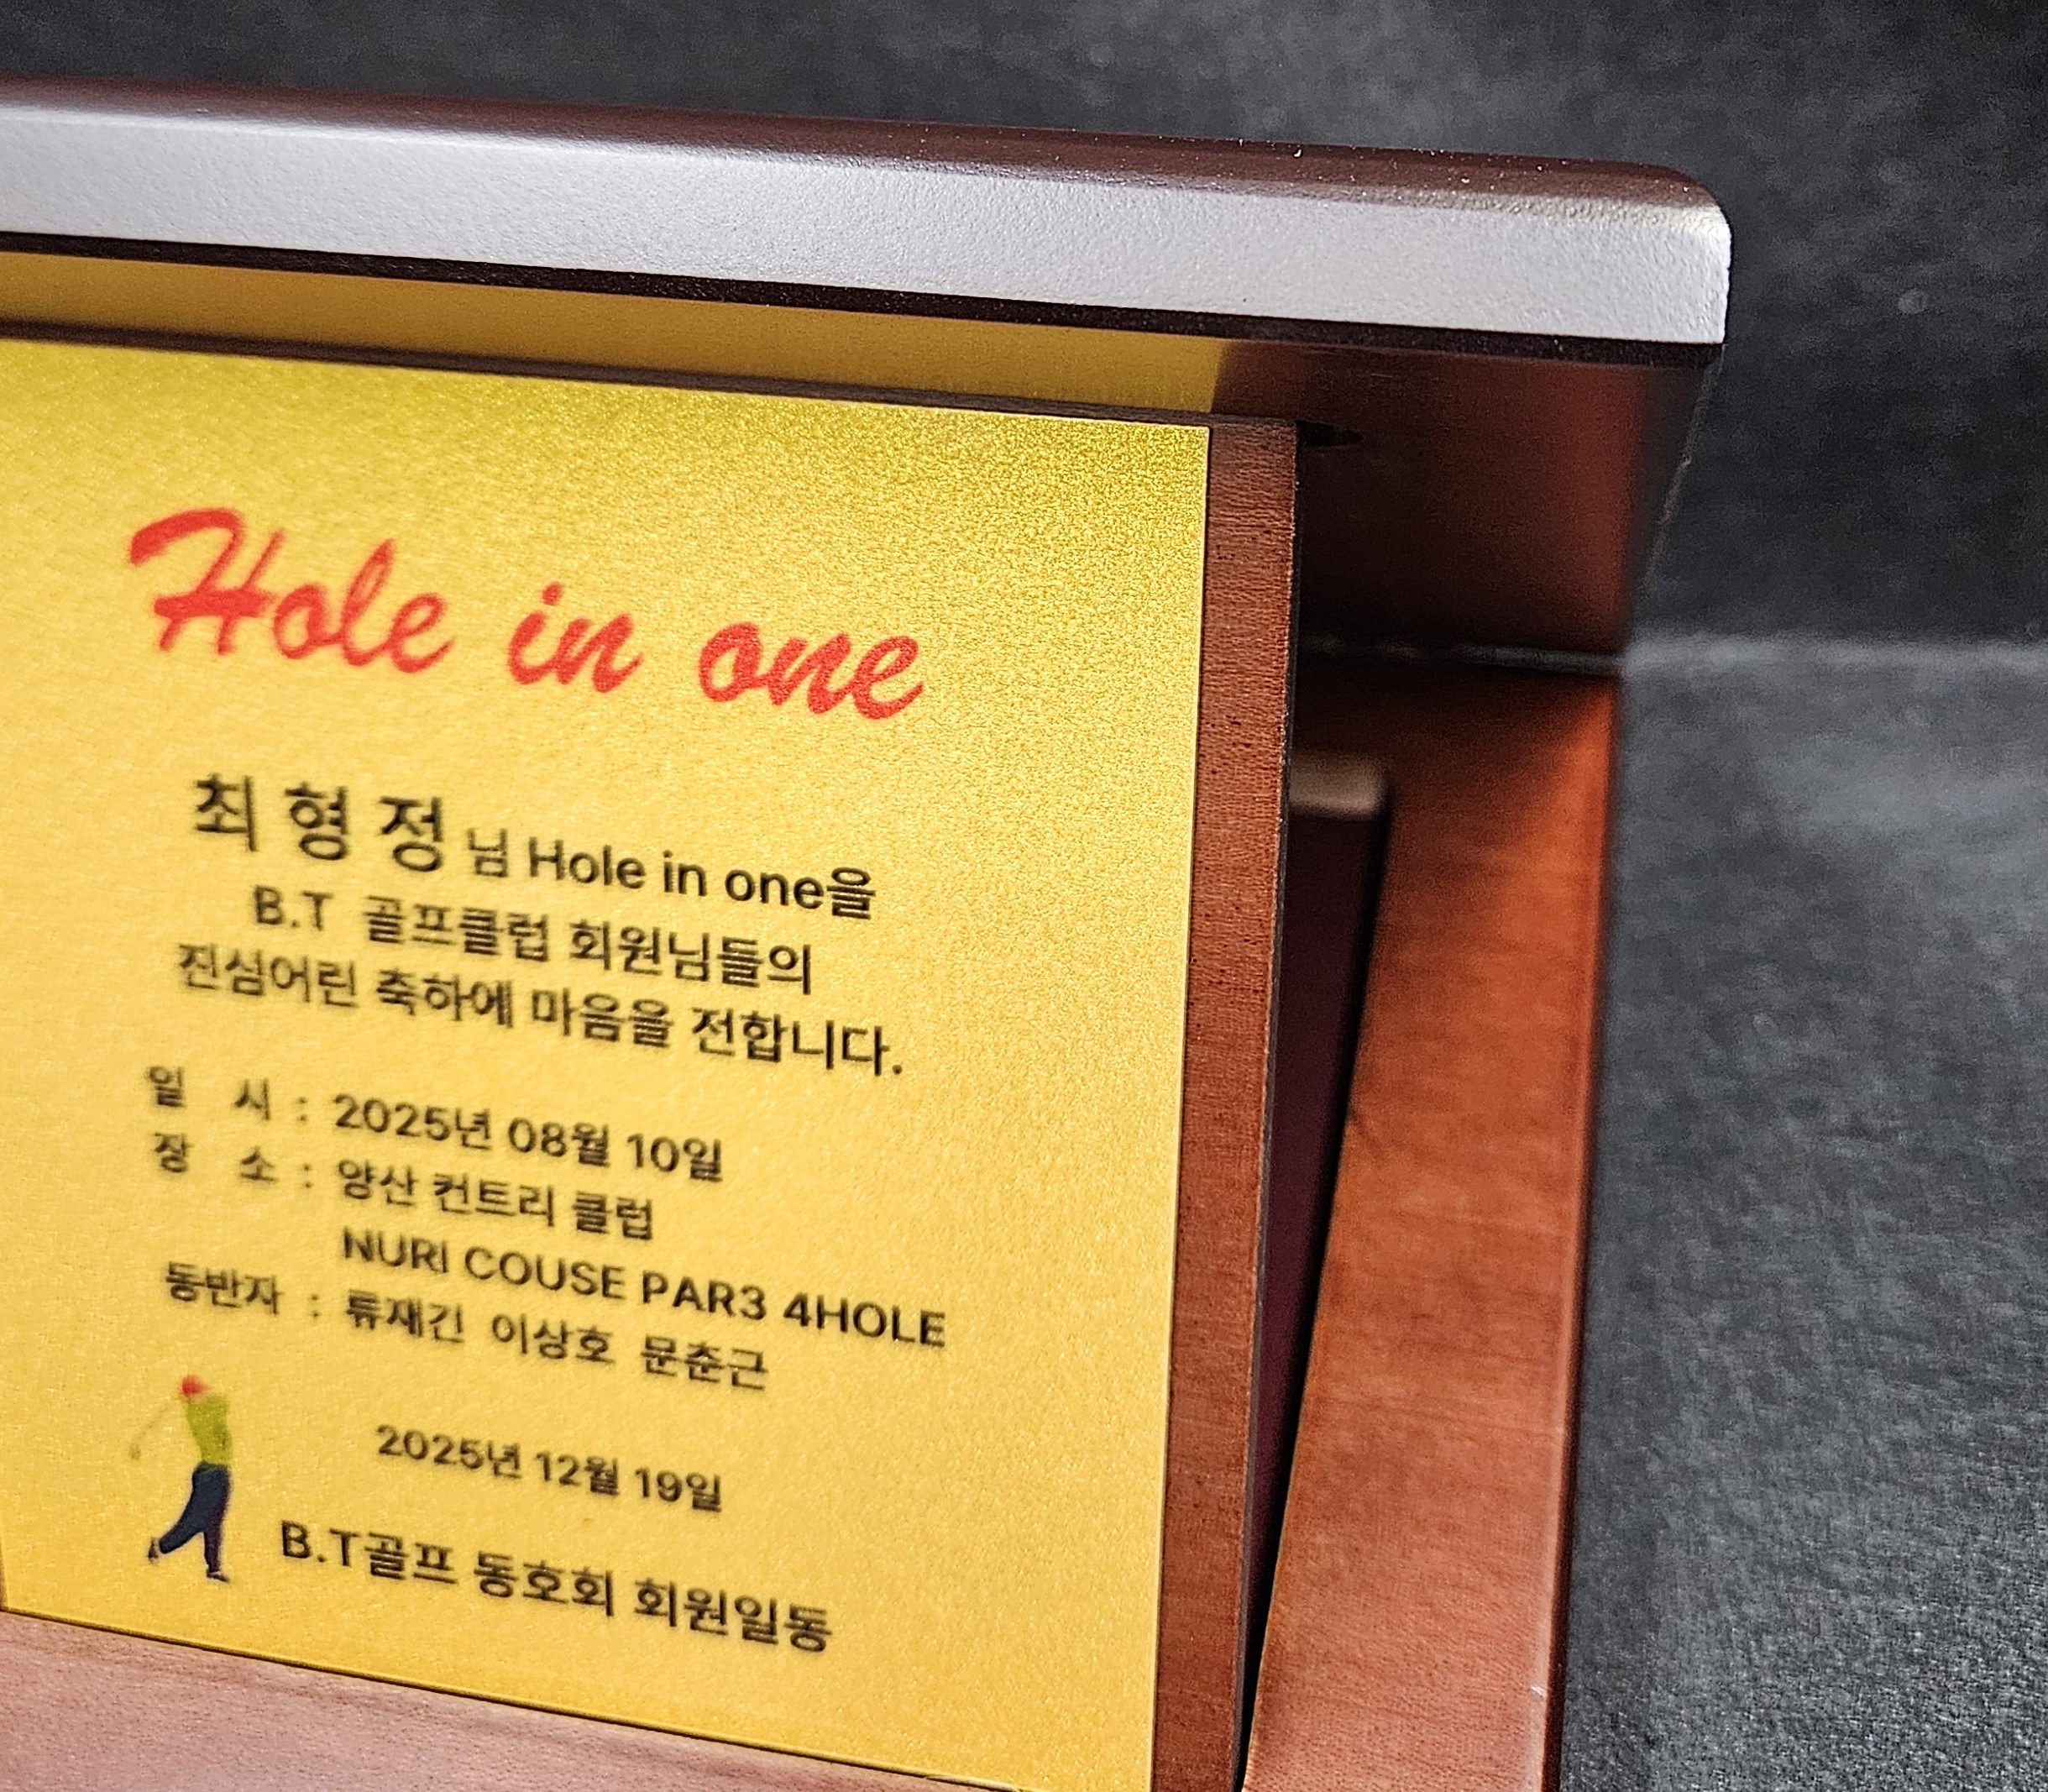 Hole in one
최형정 님 Hole in one을
B.T 골프클럽 회원님들의
진심어린 축하에 마음을 전합니다.
일 시 : 2025년 08월 10일
장 소 : 양산 컨트리 클럽
NURI COUSE PAR3 4HOLE
동반자 : 류재긴 이상호 문춘근
2025년 12월 19일
B.T골프 동호회 회원일동